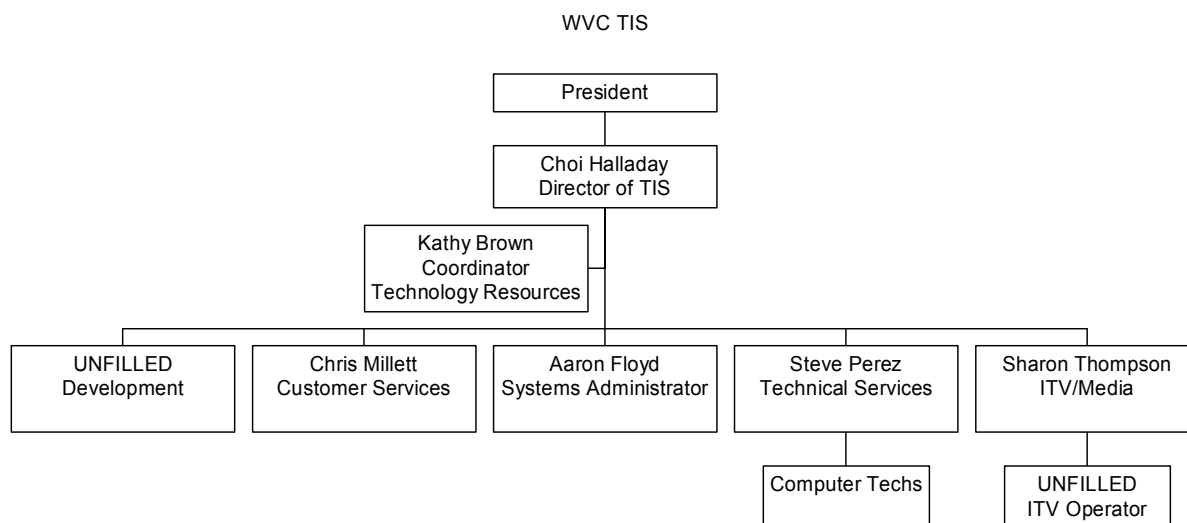 WVC TIS
President
Choi Halladay
Director of TIS
Kathy Brown
Coordinator
Technology Resources
UNFILLED
Development
Chris Millett
Customer Services
Aaron Floyd
Systems Administrator
Steve Perez
Technical Services
Sharon Thompson
ITV/Media
Computer Techs
UNFILLED
ITV Operator